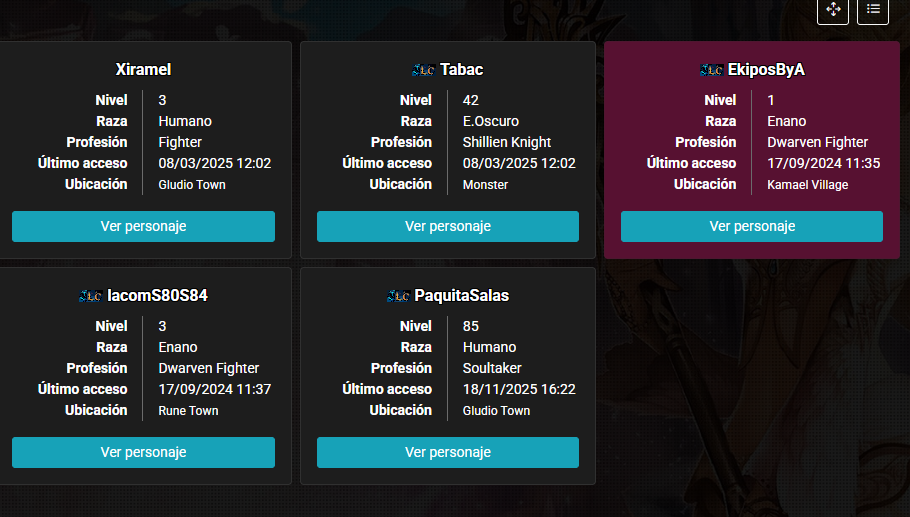 Xiramel
Nivel 3
Raza Humano
Profesión Fighter
Último acceso 08/03/2025 12:02
Ubicación Gludio Town
Ver personaje
Tabac
Nivel 42
Raza E.Oscuro
Profesión Shillien Knight
Último acceso 08/03/2025 12:02
Ubicación Monster
Ver personaje
EkiposByA
Nivel 1
Raza Enano
Profesión Dwarven Fighter
Último acceso 17/09/2024 11:35
Ubicación Kamael Village
Ver personaje
IacomS80S84
Nivel 3
Raza Enano
Profesión Dwarven Fighter
Último acceso 17/09/2024 11:37
Ubicación Rune Town
Ver personaje
PaquitaSalas
Nivel 85
Raza Humano
Profesión Soultaker
Último acceso 18/11/2025 16:22
Ubicación Gludio Town
Ver personaje